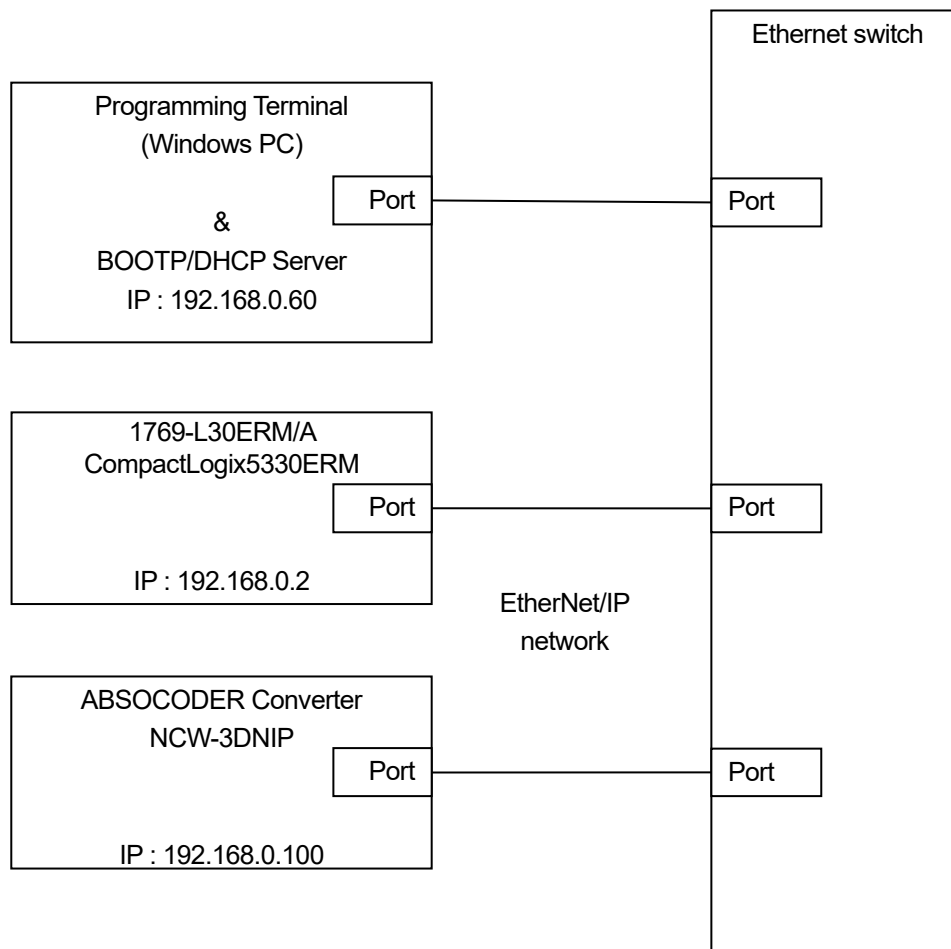 Ethernet switch
Programming Terminal
(Windows PC)
Port
Port
&
BOOTP/DHCP Server
IP : 192.168.0.60
1769-L30ERM/A
CompactLogix5330ERM
Port
Port
IP : 192.168.0.2
EtherNet/IP
network
ABSOCODER Converter
NCW-3DNIP
Port
Port
IP : 192.168.0.100